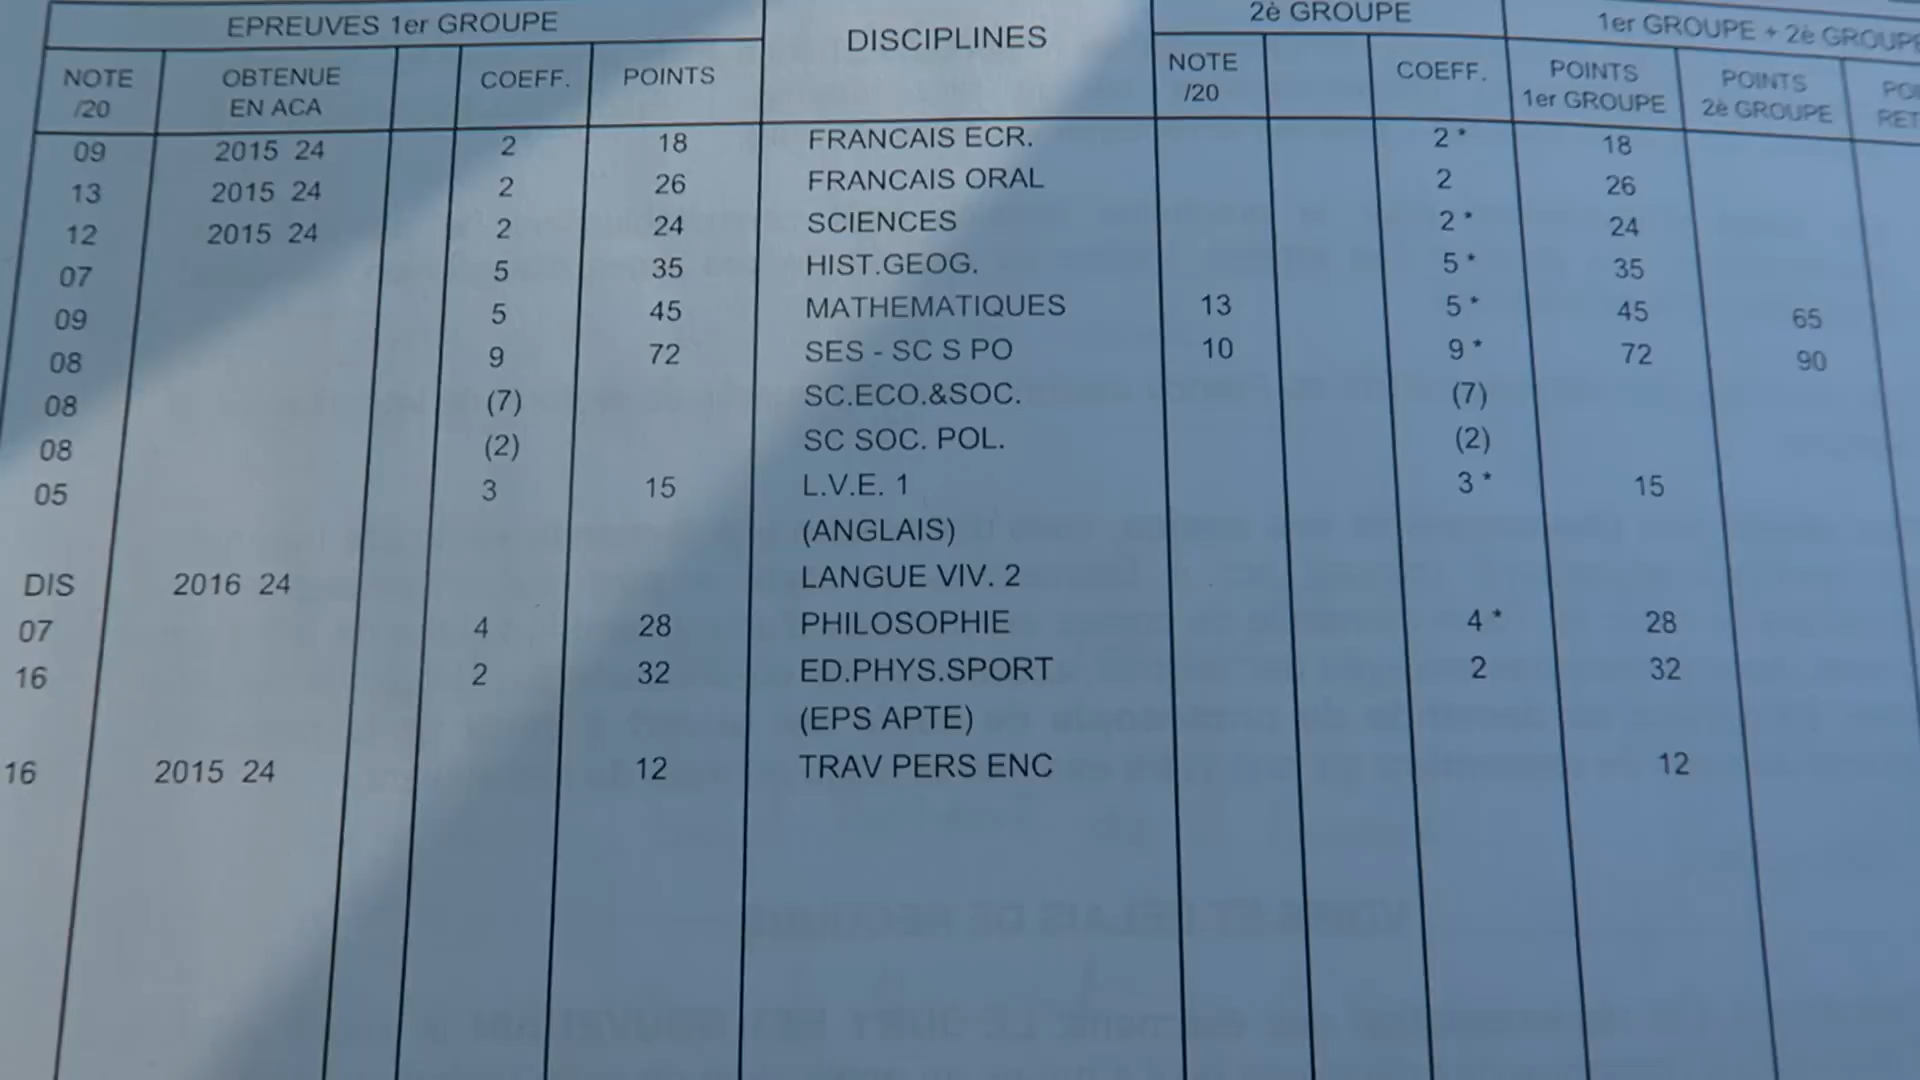 EPREUVES 1er GROUPE DISCIPLINES 2è GROUPE 1er GROUPE + 2è GROUPE
NOTE /20 OBTENUE EN ACA COEFF. POINTS NOTE /20 COEFF. POINTS 1er GROUPE POINTS 2è GROUPE
09 2015 24 2 18 FRANCAIS ECR. 2 * 18
13 2015 24 2 26 FRANCAIS ORAL 2 26
12 2015 24 2 24 SCIENCES 2 * 24
07 5 35 HIST.GEOG. 5 * 35
09 5 45 MATHEMATIQUES 13 5 * 45 65
08 9 72 SES - SC S PO 10 9 * 72 90
08 (7) SC.ECO.&SOC. (7)
08 (2) SC SOC. POL. (2)
05 3 15 L.V.E. 1 3 * 15
(ANGLAIS)
DIS 2016 24 LANGUE VIV. 2
07 4 28 PHILOSOPHIE 4 * 28
16 2 32 ED.PHYS.SPORT 2 32
(EPS APTE)
16 2015 24 12 TRAV PERS ENC 12